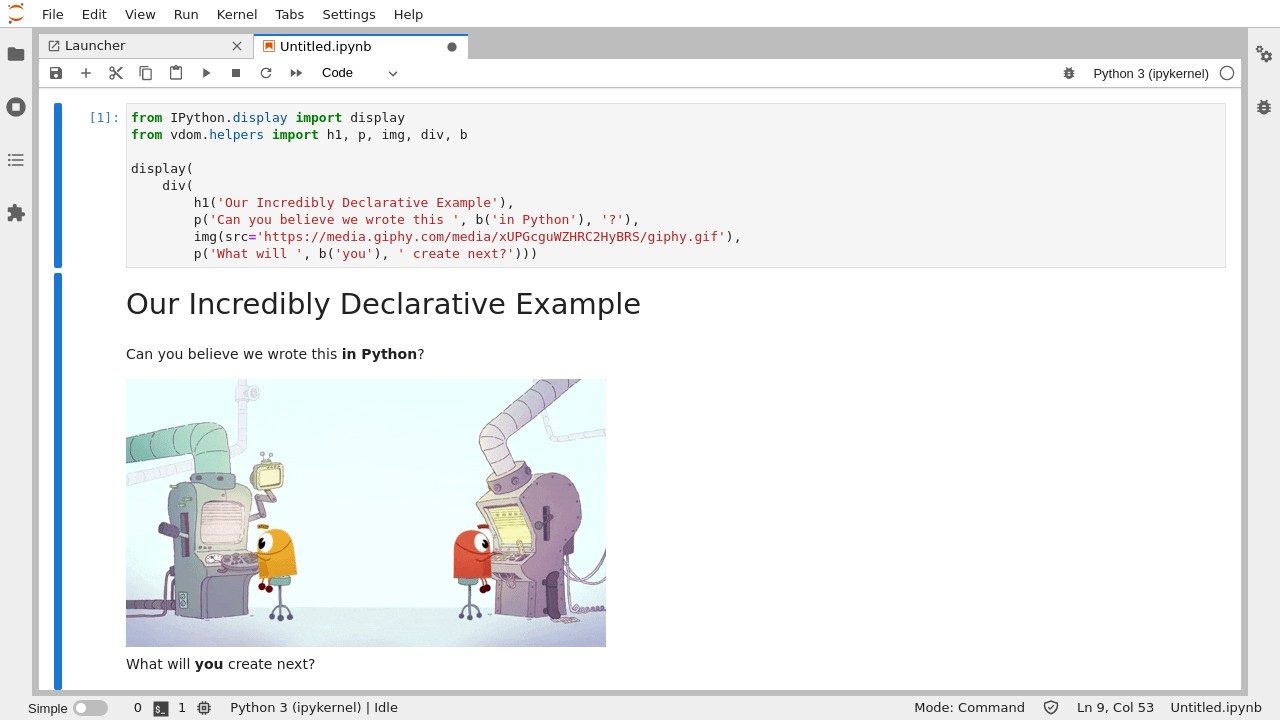 File Edit View Run Kernel Tabs Settings Help
Launcher
Untitled.ipynb
Code
Python 3 (ipykernel)
[1]:
from IPython.display import display
from vdom.helpers import h1, p, img, div, b
display(
    div(
        h1('Our Incredibly Declarative Example'),
        p('Can you believe we wrote this ', b('in Python'), '?'),
        img(src='https://media.giphy.com/media/xUPGcguWZHRC2HyBRS/giphy.gif'),
        p('What will ', b('you'), ' create next?')))
Our Incredibly Declarative Example
Can you believe we wrote this in Python?
What will you create next?
Simple 0 $_ 1 Python 3 (ipykernel) | Idle Mode: Command Ln 9, Col 53 Untitled.ipynb